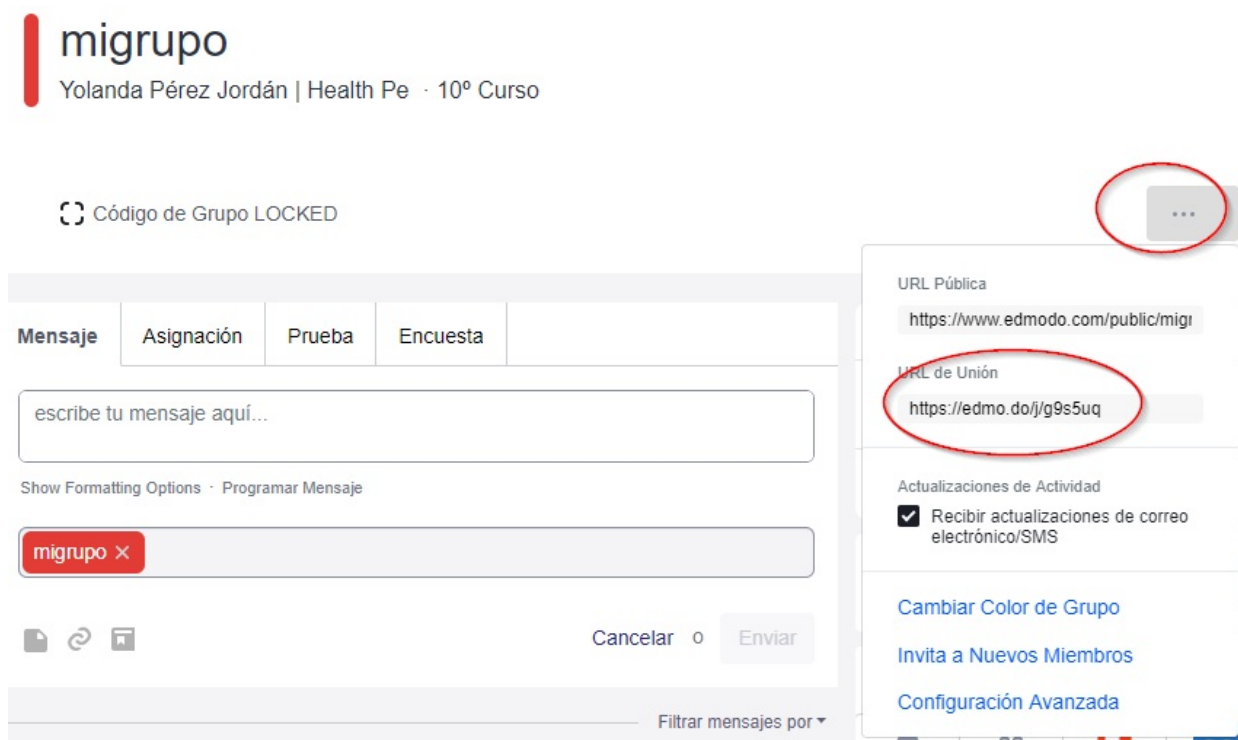 migrupo
Yolanda Pérez Jordán | Health Pe · 10º Curso
Código de Grupo LOCKED
...
Mensaje
Asignación
Prueba
Encuesta
escribe tu mensaje aquí...
Show Formatting Options · Programar Mensaje
migrupo ×
Cancelar o Enviar
Filtrar mensajes por
URL Pública
https://www.edmodo.com/public/migr
URL de Unión
https://edmo.do/j/g9s5uq
Actualizaciones de Actividad
Recibir actualizaciones de correo
electrónico/SMS
Cambiar Color de Grupo
Invita a Nuevos Miembros
Configuración Avanzada